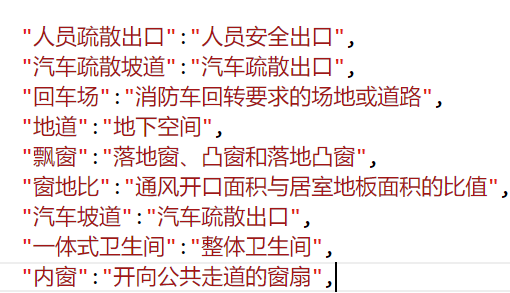 "人员疏散出口":"人员安全出口",
"汽车疏散坡道":"汽车疏散出口",
"回车场":"消防车回转要求的场地或道路",
"地道":"地下空间",
"飘窗":"落地窗、凸窗和落地凸窗",
"窗地比":"通风开口面积与居室地板面积的比值",
"汽车坡道":"汽车疏散出口",
"一体式卫生间":"整体卫生间",
"内窗":"开向公共走道的窗扇",